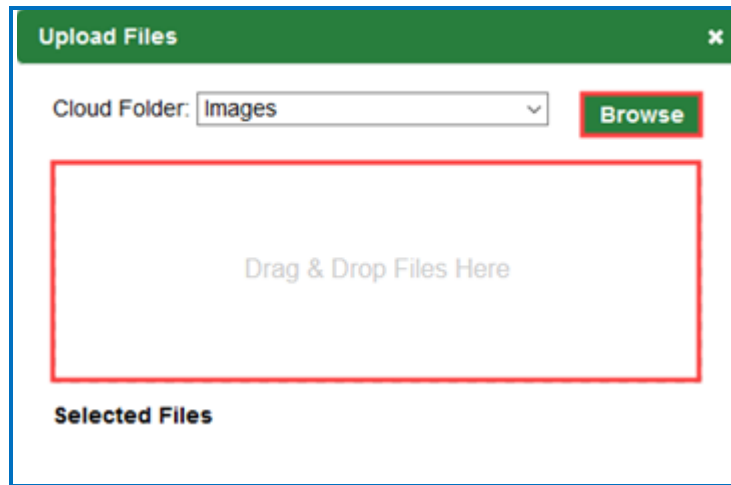 Upload Files
Cloud Folder: Images Browse
Drag & Drop Files Here
Selected Files